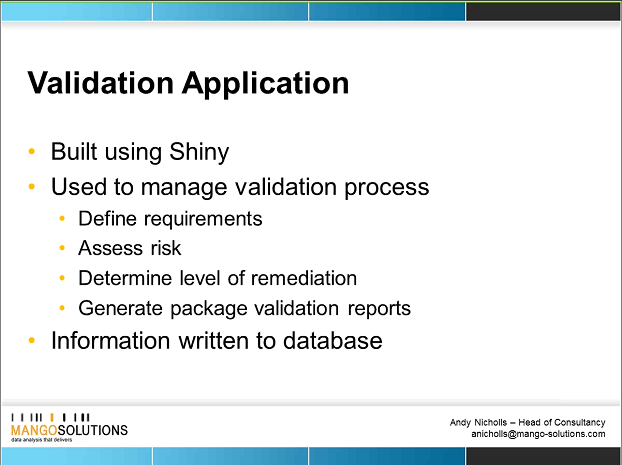 Validation Application
• Built using Shiny
• Used to manage validation process
• Define requirements
• Assess risk
• Determine level of remediation
• Generate package validation reports
• Information written to database
MANGOSOLUTIONS
data analysis that delivers
Andy Nicholls – Head of Consultancy
anicholls@mango-solutions.com